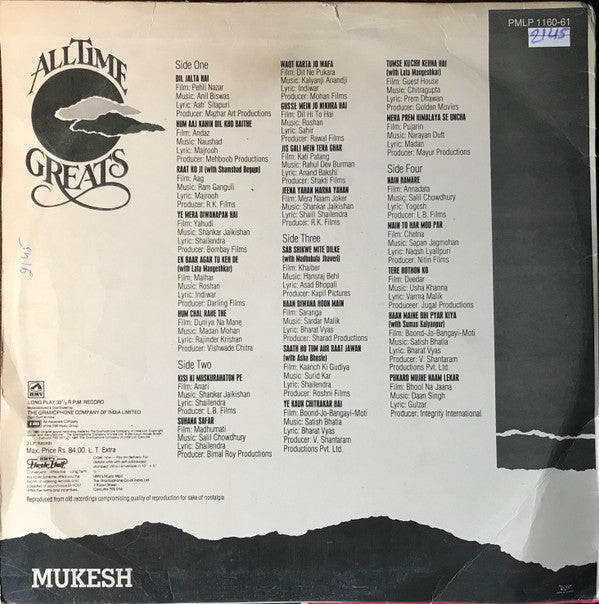 PMLP 1160-61
2145
ALL TIME
GREATS
Side One
DIL JALTA HAI
Film: Pehli Nazar
Music: Anil Biswas
Lyric: Aah' Sitapuri
Producer: Mazhar Art Productions
HUM AAJ KAHIN DIL KHO BAITHE
Film: Andaz
Music: Naushad
Lyric: Majrooh
Producer: Mehboob Productions
RAAT KO JI (with Shamshad Begum)
Film: Aag
Music: Ram Ganguli
Lyric: Majrooh
Producer: R.K. Films
YE MERA DIWANAPAN HAI
Film: Yahudi
Music: Shankar Jaikishan
Lyric: Shailendra
Producer: Bombay Films
EK BAAR AGAR TU KEH DE
(with Lata Mangeshkar)
Film: Malhar
Music: Roshan
Lyric: Indiwar
Producer: Darling Films
HUM CHAL RAHE THE
Film: Duniya Na Mane
Music: Madan Mohan
Lyric: Rajinder Krishan
Producer: Vishwade Chitra
Side Two
KISI KI MUSKURAHATON PE
Film: Anari
Music: Shankar Jaikishan
Lyric: Shailendra
Producer: L.B. Films
SUHANA SAFAR
Film: Madhumati
Music: Salil Chowdhury
Lyric: Shailendra
Producer: Bimal Roy Productions
WAQT KARTA JO WAFA
Film: Dil Ne Pukara
Music: Kalyanji Anandji
Lyric: Indiwar
Producer: Mohan Films
GUSSE MEIN JO NIKHRA HAI
Film: Dil Hi To Hai
Music: Roshan
Lyric: Sahir
Producer: Rawal Films
JIS GALI MEIN TERA GHAR
Film: Kati Patang
Music: Rahul Dev Burman
Lyric: Anand Bakshi
Producer: Shakti Films
JEENA YAHAN MARNA YAHAN
Film: Mera Naam Joker
Music: Shankar Jaikishan
Lyric: Shaili Shailendra
Producer: R.K. Films
Side Three
SAB SHIKWE MITE DILKE
(with Madhubala Jhaveri)
Film: Khaiber
Music: Hansraj Behl
Lyric: Asad Bhopali
Producer: Kapil Pictures
HAAN DIWANA HOON MAIN
Film: Saranga
Music: Sardar Malik
Lyric: Bharat Vyas
Producer: Sharad Productions
SAATH HO TUM AUR RAAT JAWAN
(with Asha Bhosle)
Film: Kaanch Ki Gudiya
Music: Surid Kar
Lyric: Shailendra
Producer: Roshni Films
YE KAUN CHITRAKAR HAI
Film: Boond-Jo-Bangayi-Moti
Music: Satish Bhatia
Lyric: Bharat Vyas
Producer: V. Shantaram
Productions Pvt. Ltd
TUMSE KUCHH KEHNA HAI
(with Lata Mangeshkar)
Film: Guest House
Music: Chitragupta
Lyric: Prem Dhawan
Producer: Golden Movies
MERA PREM HIMALAYA SE UNCHA
Film: Pujarin
Music: Narayan Dutt
Lyric: Madan
Producer: Mayur Productions
Side Four
NAIN HAMARE
Film: Annadata
Music: Salil Chowdhury
Lyric: Yogesh
Producer: L.B. Films
MAIN TO HAR MOD PAR
Film: Chetna
Music: Sapan Jagmohan
Lyric: Naqsh Lyallpuri
Producer: Nitin Films
TERE HOTHON KO
Film: Deedar
Music: Usha Khanna
Lyric: Varma Malik
Producer: Jugal Productions
HAAN MAINE BHI PYAR KIYA
(with Suman Kalyanpur)
Film: Boond-Jo-Bangayi-Moti
Music: Satish Bhatia
Lyric: Bharat Vyas
Producer: V. Shantaram
Productions Pvt. Ltd.
PUKARO MUJHE NAAM LEKAR
Film: Bhool Na Jaana
Music: Daan Singh
Lyric: Gulzar
Producer: Integrity International
HMV
LONG PLAY 33⅓ R.P.M. RECORD
Manufactured & Distributed by
THE GRAMOPHONE COMPANY OF INDIA LIMITED
EMI
2 LP Records
Max. Price Rs. 84.00, L. T. Extra
Reproduced from old recordings compromising quality of reproduction for sake of nostalgia
MUKESH